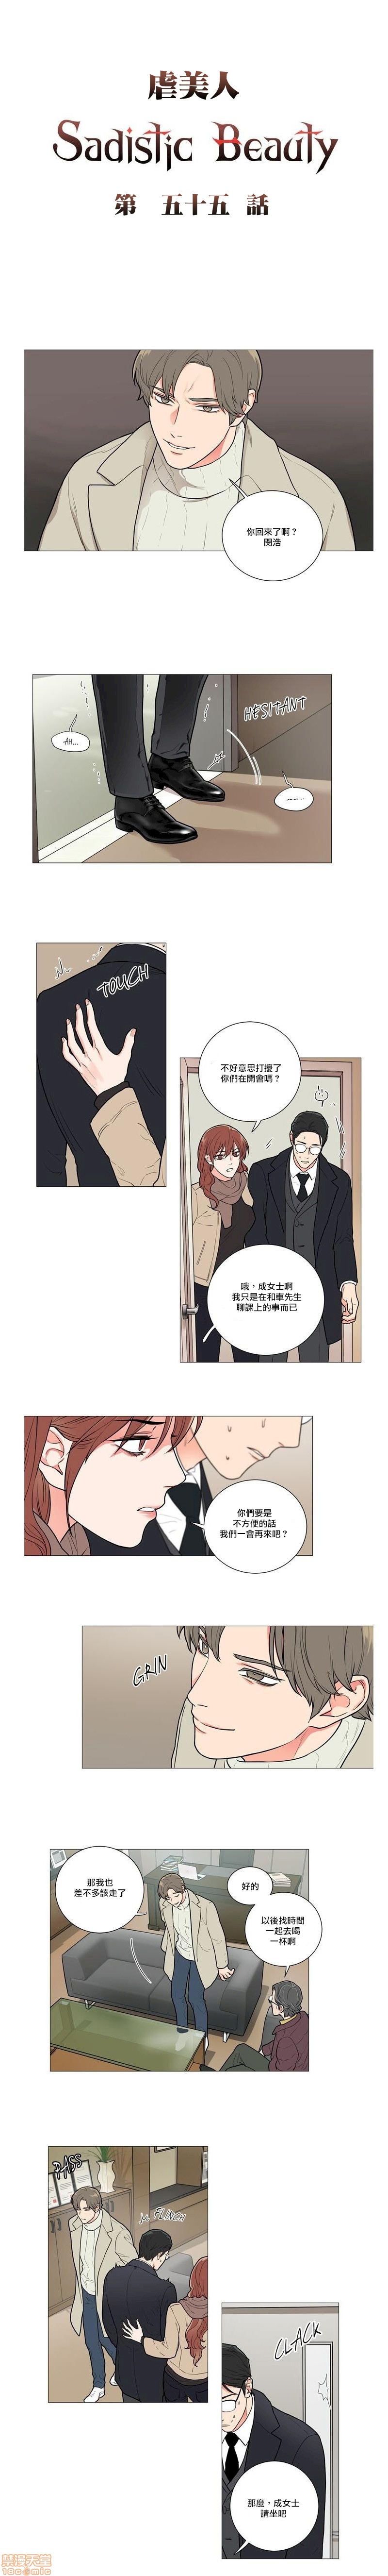 虐美人
Sadistic Beauty
第 五十五 話
你回來了啊？
閔浩
AH...
HESITANT
TOUCH
不好意思打擾了
你們在開會嗎？
哦，成女士啊
我只是在和車先生
聊課上的事而已
你們要是
不方便的話
我們一會再來吧？
GRIN
那我也
差不多該走了
好的
以後找時間
一起去喝
一杯啊
PASS
FLINCH
CLACK
那麼，成女士
請坐吧
禁漫天堂